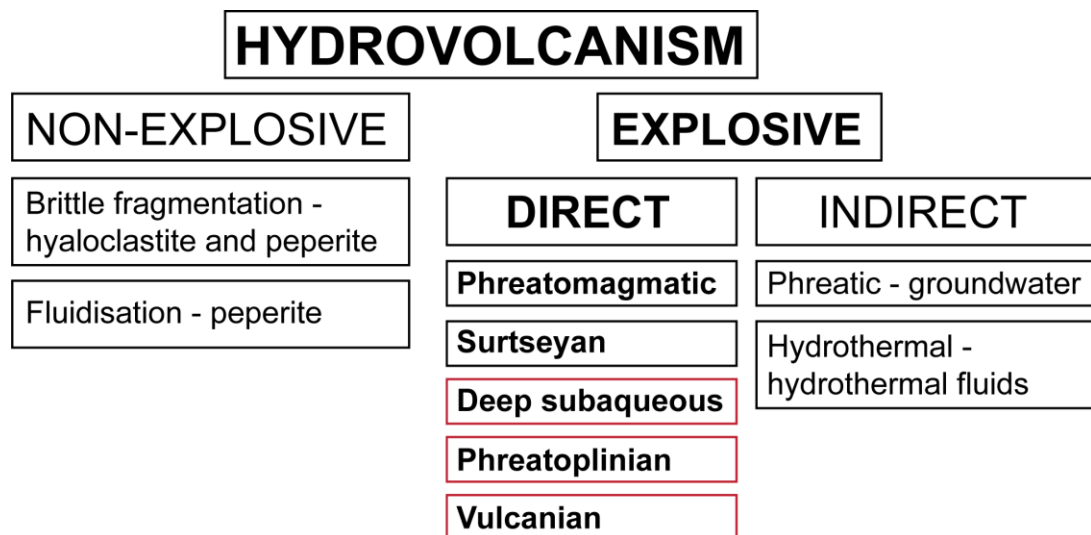 HYDROVOLCANISM
NON-EXPLOSIVE
Brittle fragmentation -
hyaloclastite and peperite
Fluidisation - peperite
EXPLOSIVE
DIRECT
Phreatomagmatic
Surtseyan
Deep subaqueous
Phreatoplinian
Vulcanian
INDIRECT
Phreatic - groundwater
Hydrothermal -
hydrothermal fluids